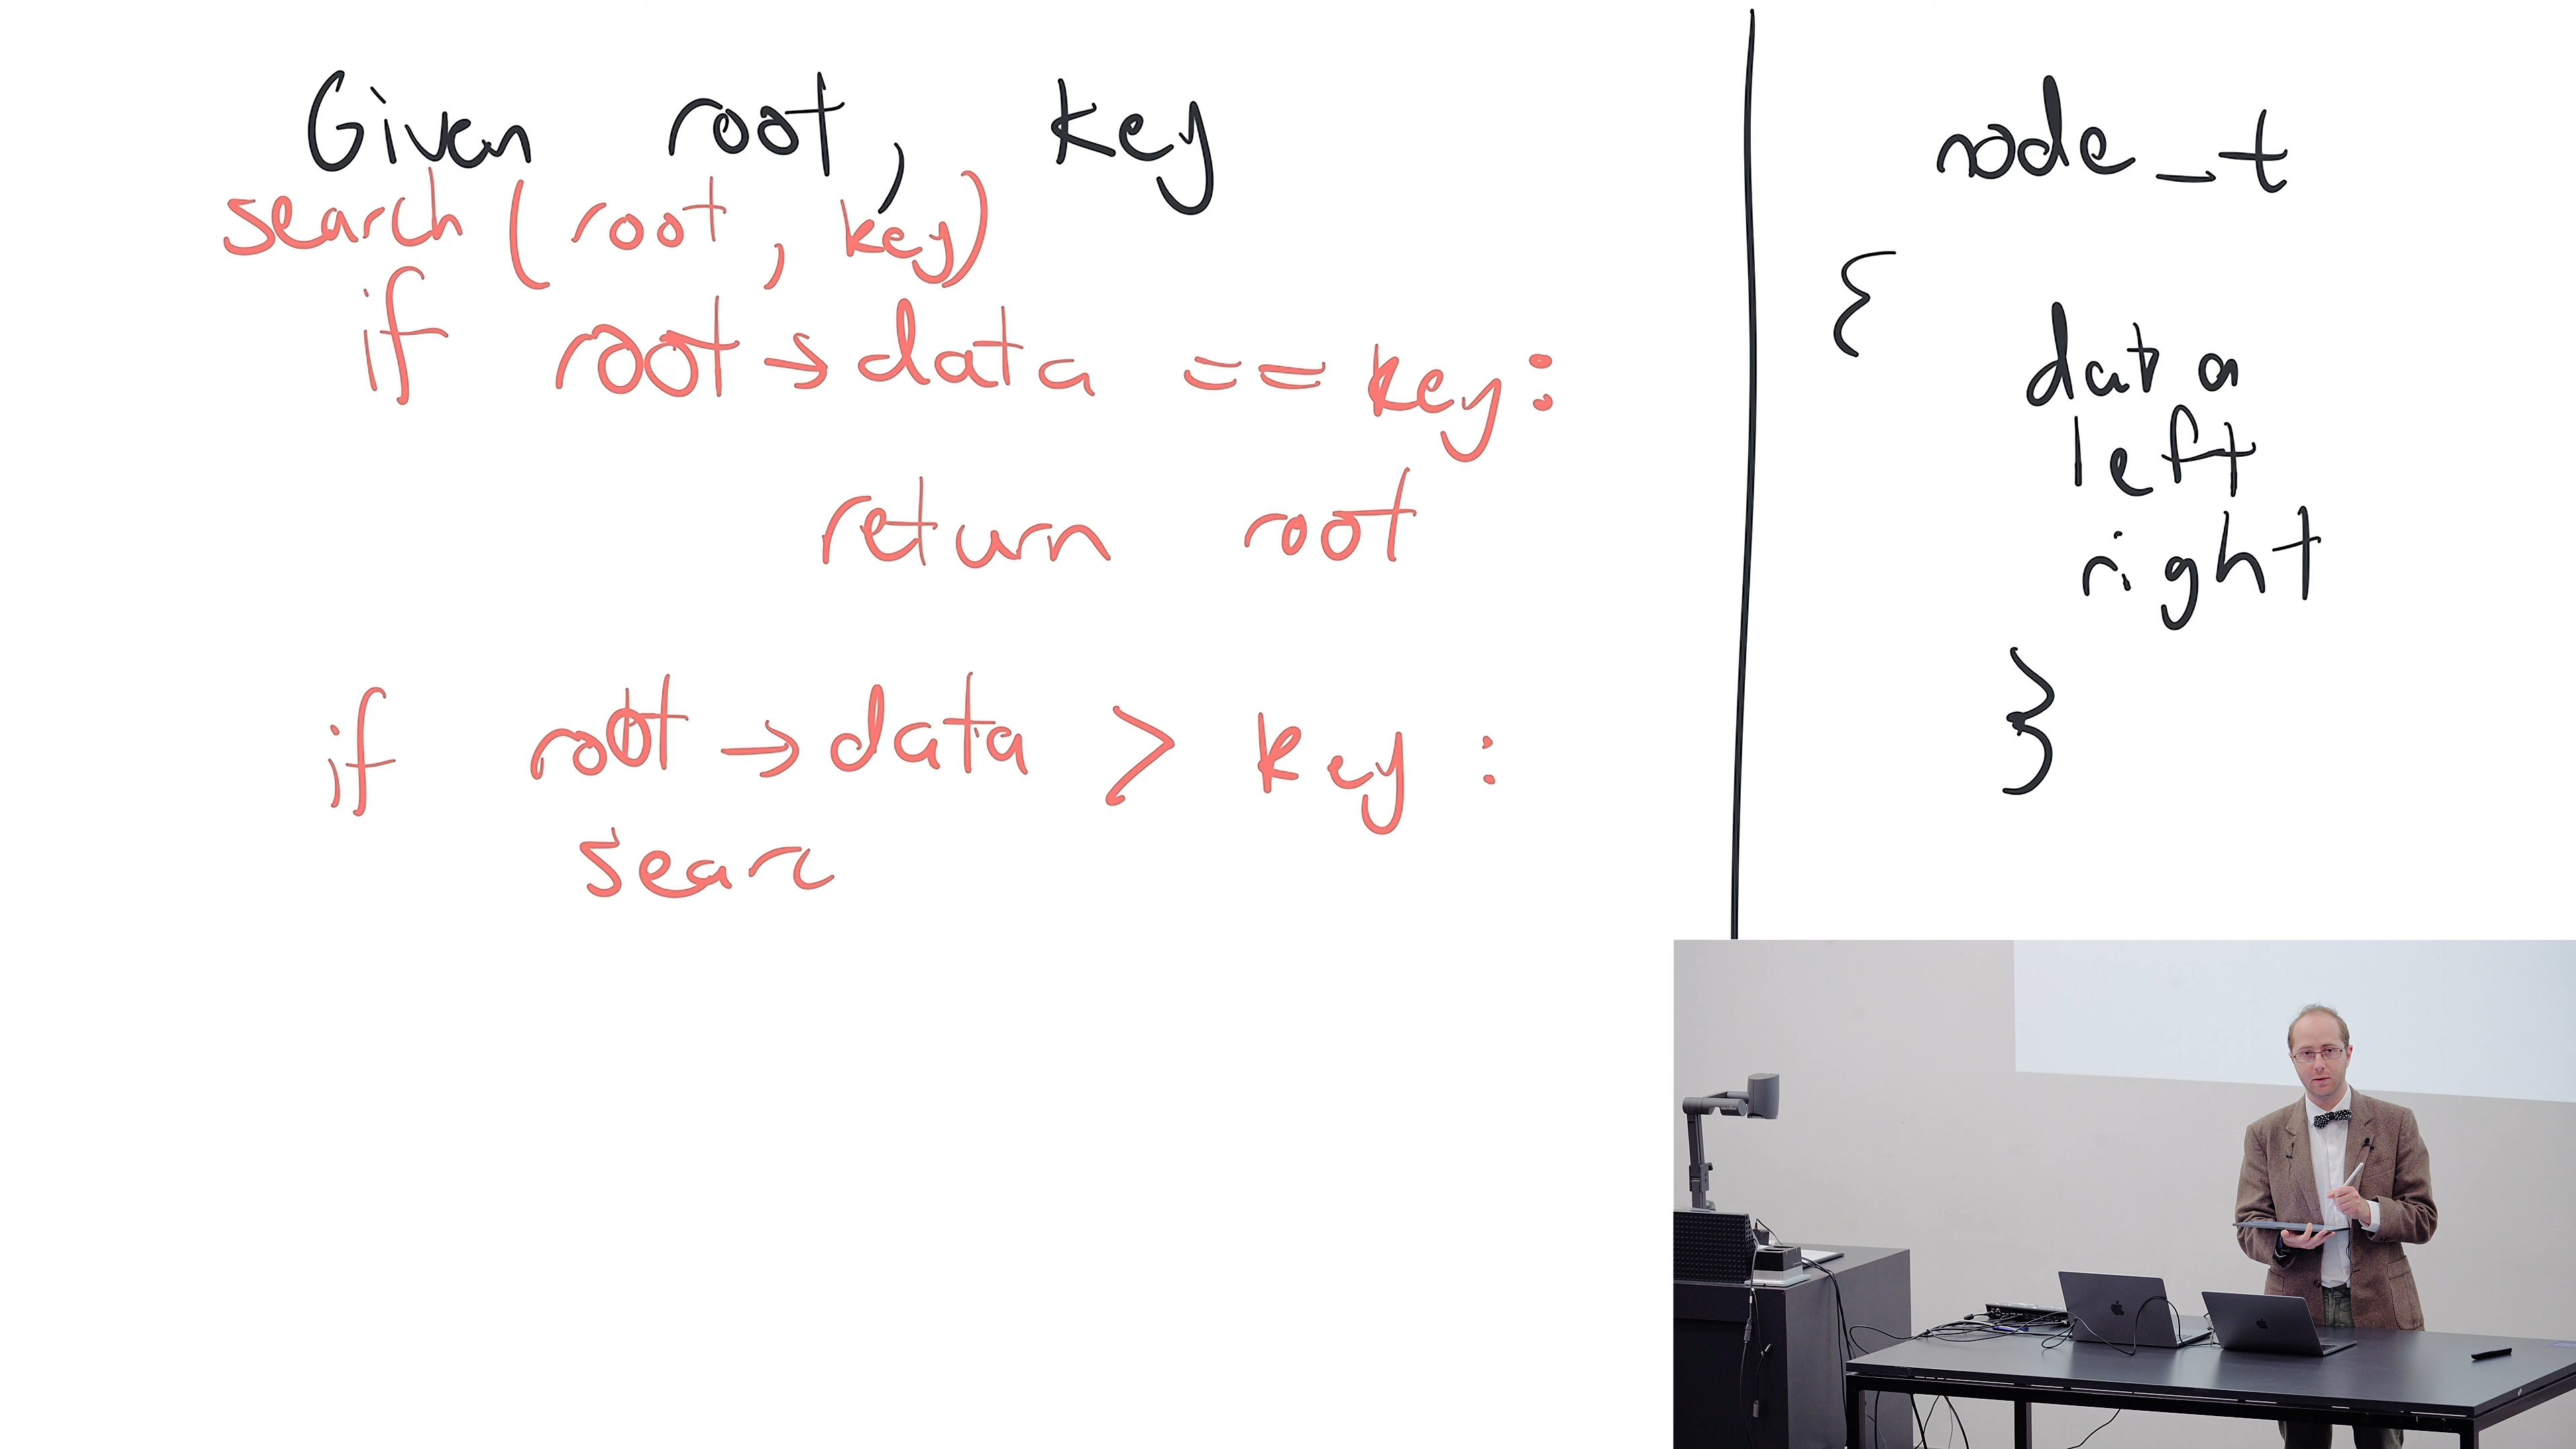 Given root, key
search(root, key)
if root→data == key:
return root
if root→data > key:
searc
node_t
{
data
left
right
}